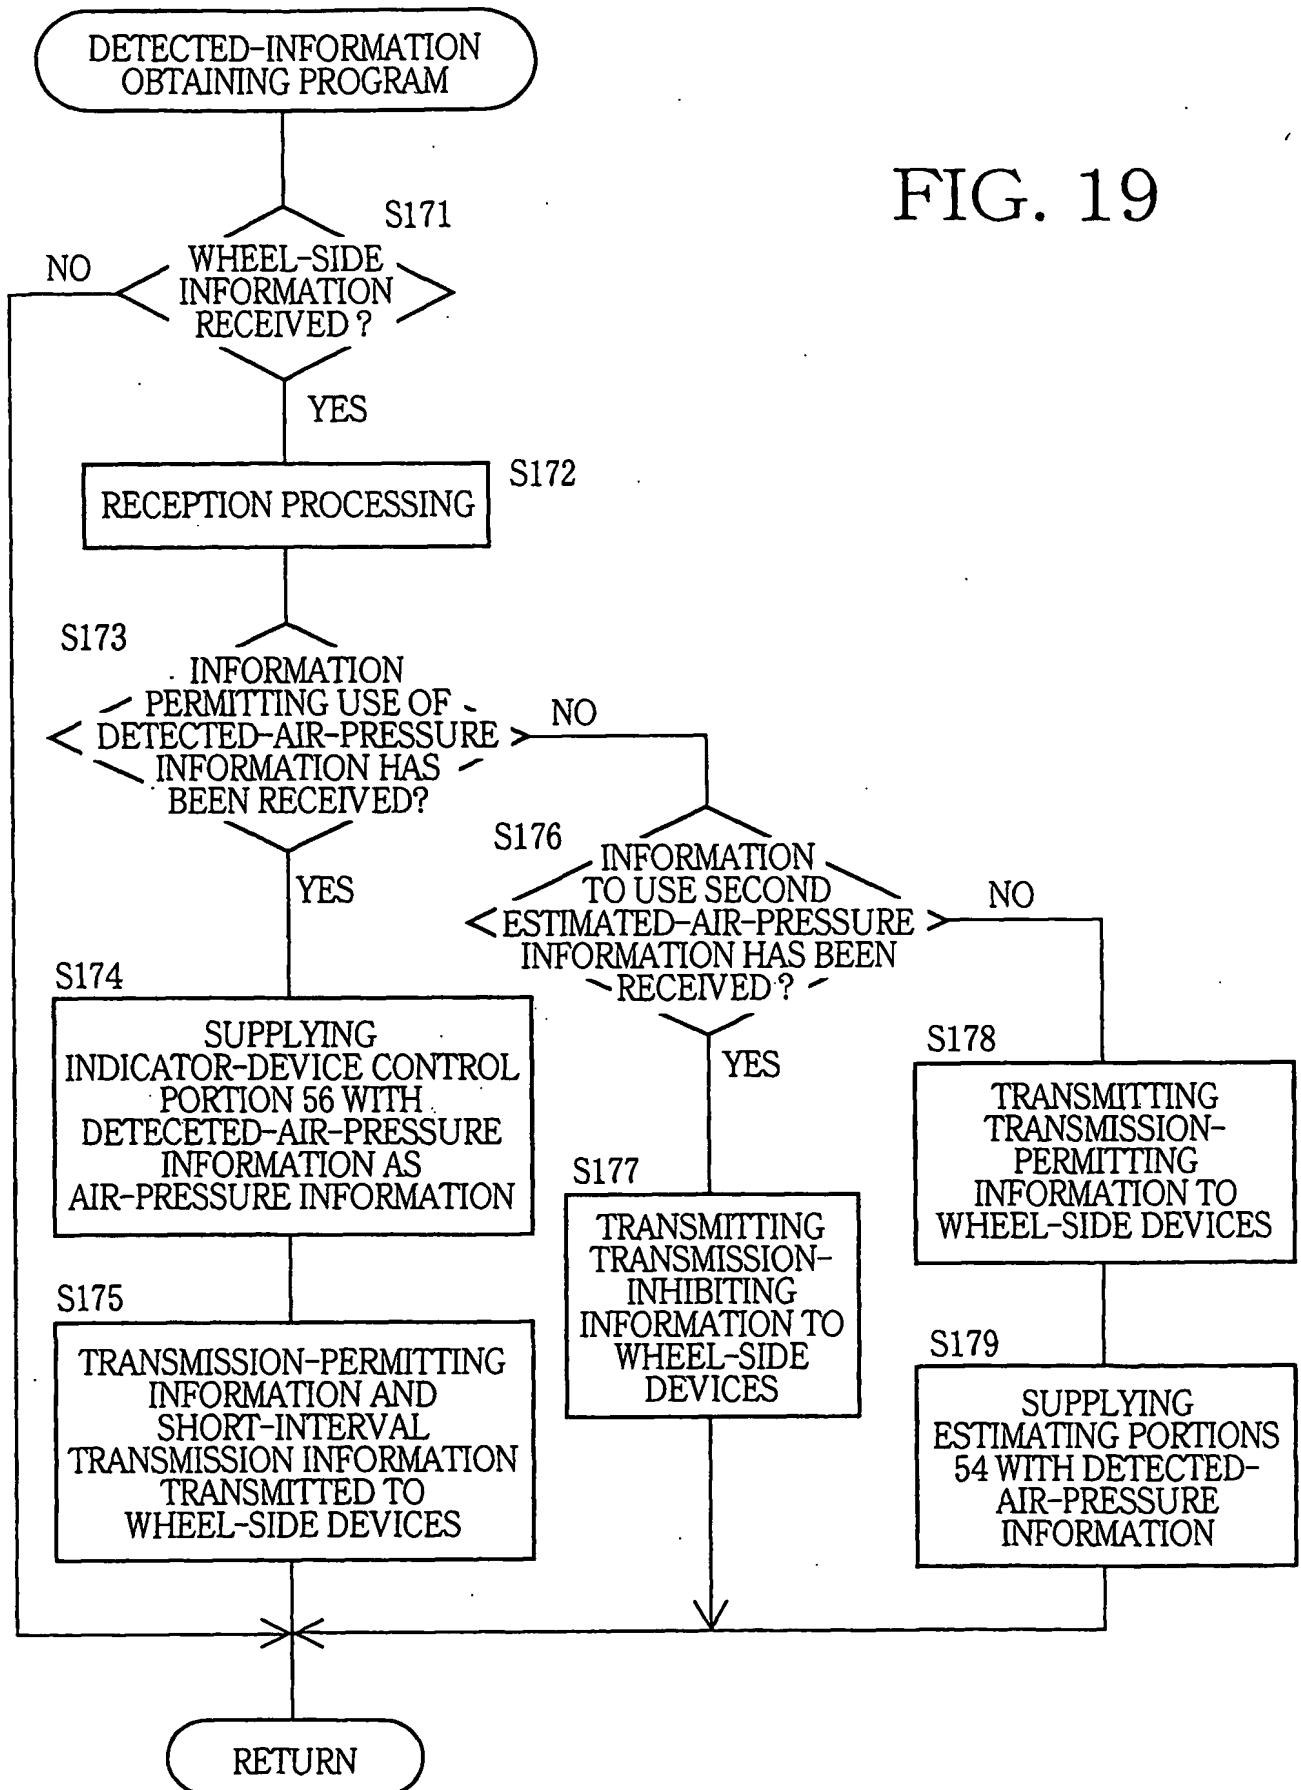 DETECTED-INFORMATION
OBTAINING PROGRAM
FIG. 19
S171
WHEEL-SIDE
INFORMATION
RECEIVED ?
NO
YES
S172
RECEPTION PROCESSING
S173
INFORMATION
PERMITTING USE OF
DETECTED-AIR-PRESSURE
INFORMATION HAS
BEEN RECEIVED?
NO
YES
S176
INFORMATION
TO USE SECOND
ESTIMATED-AIR-PRESSURE
INFORMATION HAS BEEN
RECEIVED ?
NO
YES
S174
SUPPLYING
INDICATOR-DEVICE CONTROL
PORTION 56 WITH
DETECETED-AIR-PRESSURE
INFORMATION AS
AIR-PRESSURE INFORMATION
S175
TRANSMISSION-PERMITTING
INFORMATION AND
SHORT-INTERVAL
TRANSMISSION INFORMATION
TRANSMITTED TO
WHEEL-SIDE DEVICES
S177
TRANSMITTING
TRANSMISSION-
INHIBITING
INFORMATION TO
WHEEL-SIDE
DEVICES
S178
TRANSMITTING
TRANSMISSION-
PERMITTING
INFORMATION TO
WHEEL-SIDE DEVICES
S179
SUPPLYING
ESTIMATING PORTIONS
54 WITH DETECTED-
AIR-PRESSURE
INFORMATION
RETURN